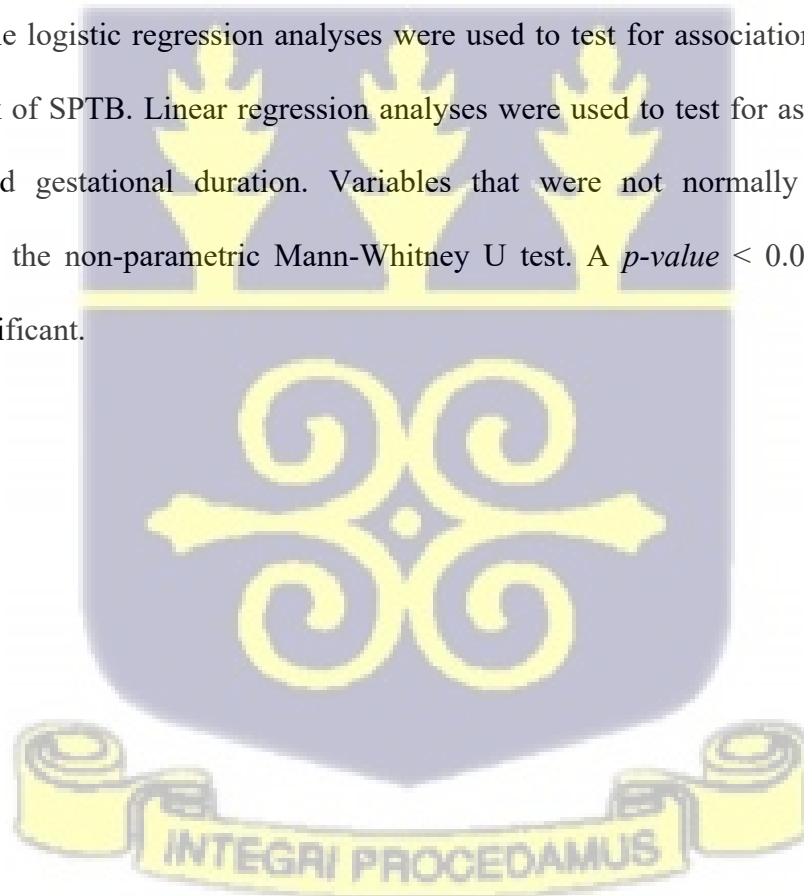 le logistic regression analyses were used to test for association
of SPTB. Linear regression analyses were used to test for as
d gestational duration. Variables that were not normally
the non-parametric Mann-Whitney U test. A p-value < 0.0
ificant.
INTEGRI PROCEDAMUS